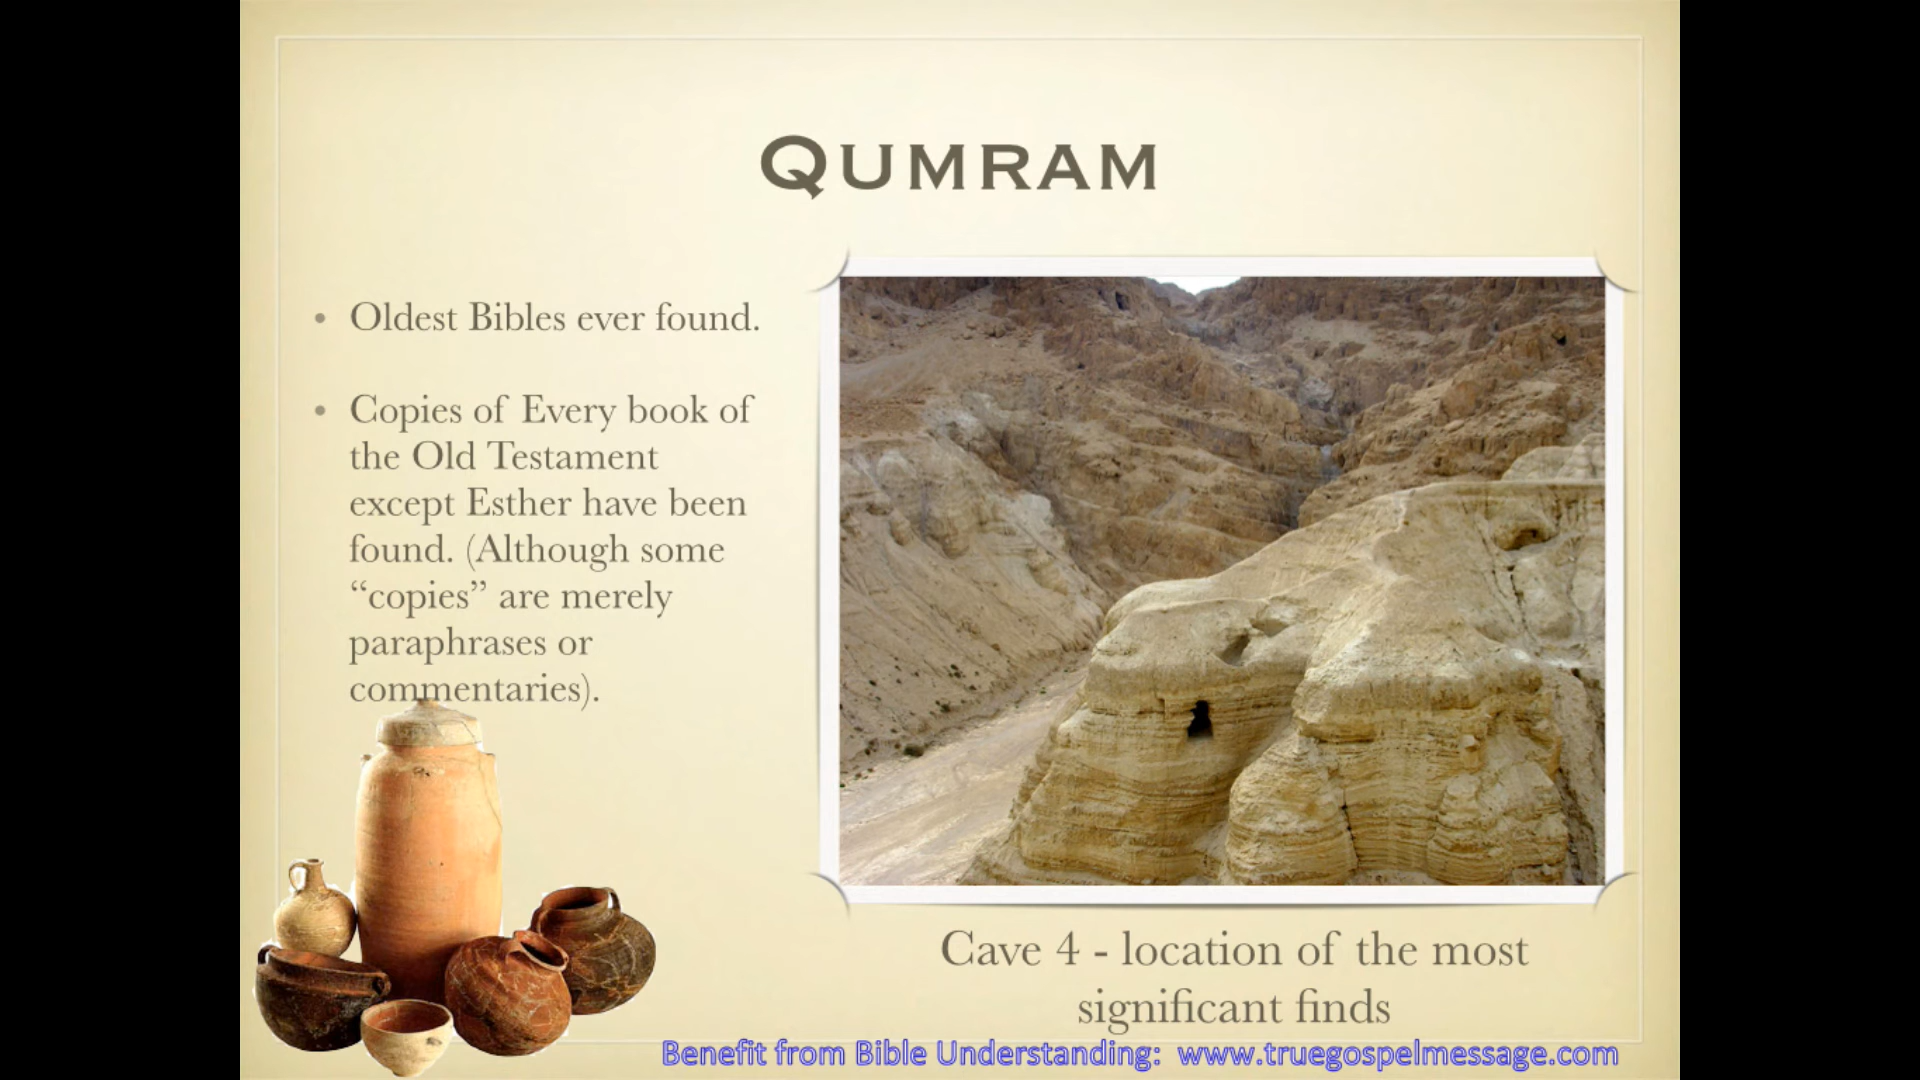 QUMRAM
• Oldest Bibles ever found.
• Copies of Every book of
the Old Testament
except Esther have been
found. (Although some
“copies” are merely
paraphrases or
commentaries).
Cave 4 - location of the most
significant finds
Benefit from Bible Understanding: www.truegospelmessage.com